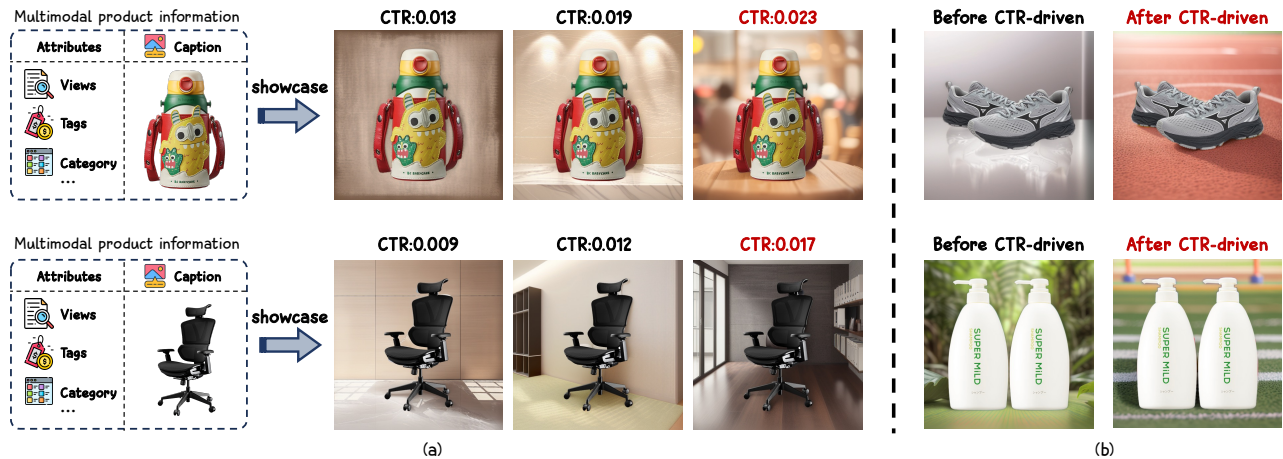 Multimodal product information
Attributes
Caption
Views
Tags
Category
...
showcase
CTR:0.013
CTR:0.019
CTR:0.023
Before CTR-driven
After CTR-driven
Multimodal product information
Attributes
Caption
Views
Tags
Category
...
showcase
CTR:0.009
CTR:0.012
CTR:0.017
Before CTR-driven
After CTR-driven
SUPER MILD
SUPER MILD
SUPER MILD
SUPER MILD
(a)
(b)